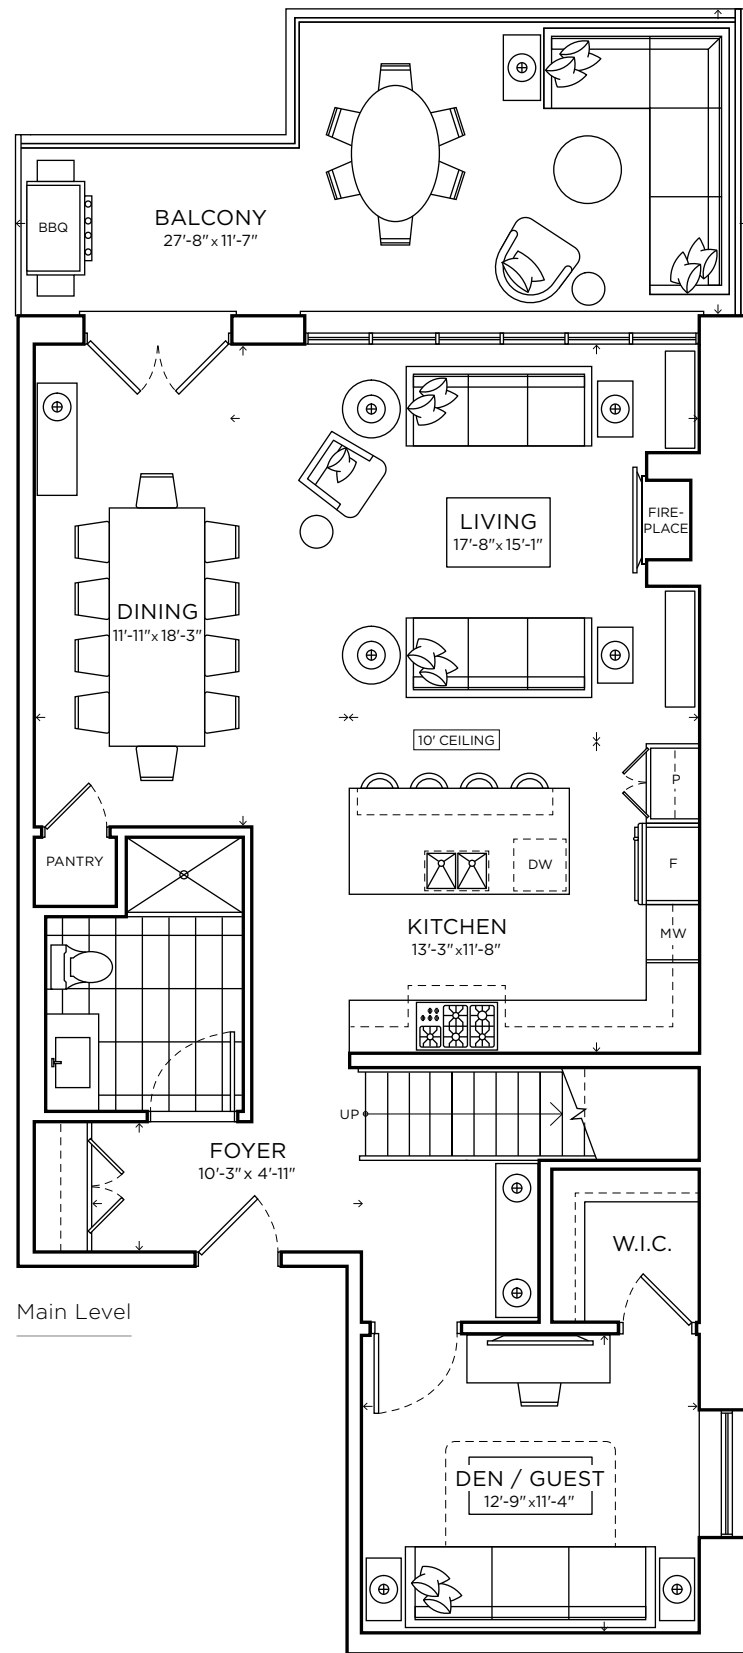 BBQ
BALCONY
27'-8" x 11'-7"
LIVING
17'-8" x 15'-1"
FIRE-
PLACE
DINING
11'-11" x 18'-3"
10' CEILING
P
PANTRY
DW
F
KITCHEN
13'-3" x 11'-8"
MW
UP
FOYER
10'-3" x 4'-11"
W.I.C.
Main Level
DEN / GUEST
12'-9" x 11'-4"